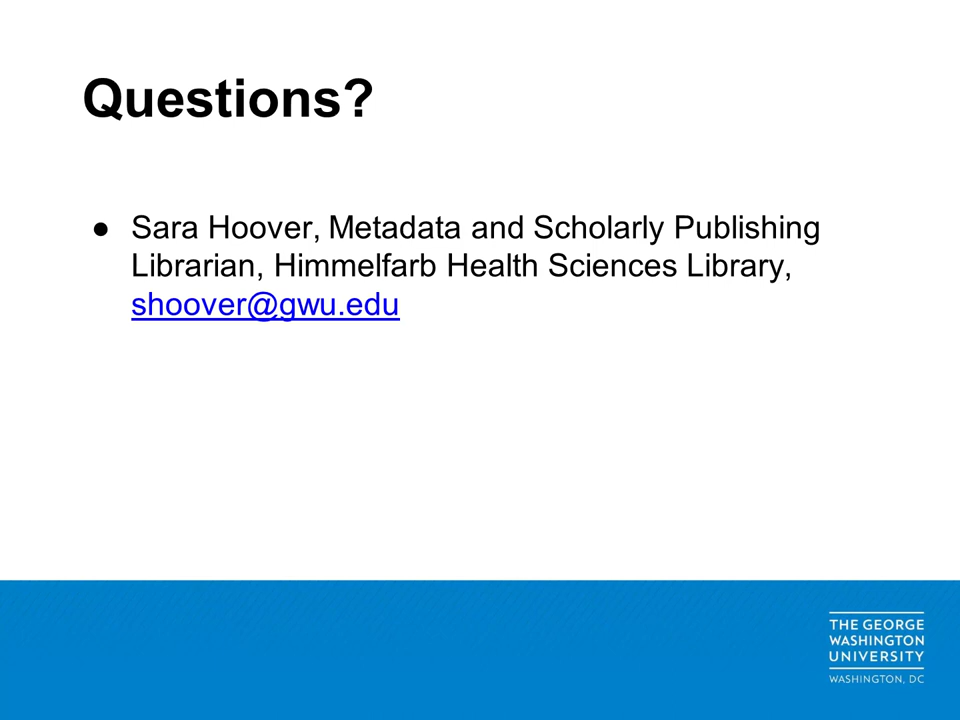 Questions?
● Sara Hoover, Metadata and Scholarly Publishing
Librarian, Himmelfarb Health Sciences Library,
shoover@gwu.edu
THE GEORGE
WASHINGTON
UNIVERSITY
WASHINGTON, DC